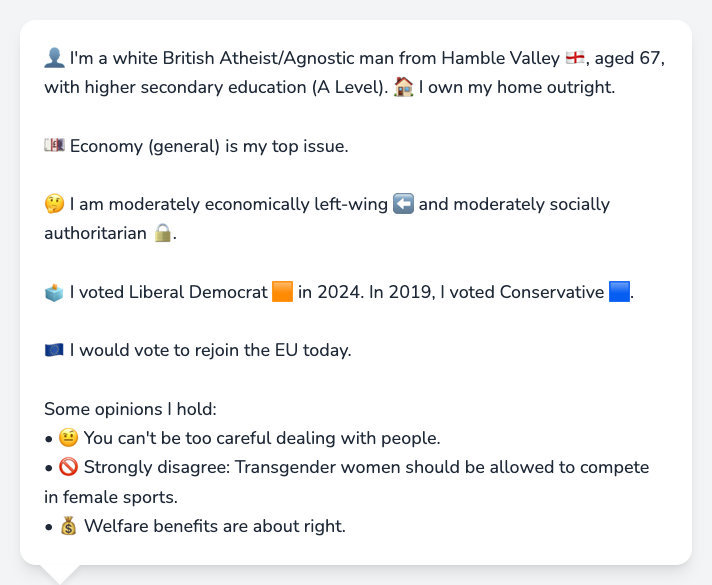 👤 I'm a white British Atheist/Agnostic man from Hamble Valley 🏴󠁧󠁢󠁥󠁮󠁧󠁿, aged 67,
with higher secondary education (A Level). 🏠 I own my home outright.
💷 Economy (general) is my top issue.
🤔 I am moderately economically left-wing ⬅️ and moderately socially
authoritarian 🔒.
🗳️ I voted Liberal Democrat 🟧 in 2024. In 2019, I voted Conservative 🟦.
🇪🇺 I would vote to rejoin the EU today.
Some opinions I hold:
• 🤨 You can't be too careful dealing with people.
• 🚫 Strongly disagree: Transgender women should be allowed to compete
in female sports.
• 💰 Welfare benefits are about right.